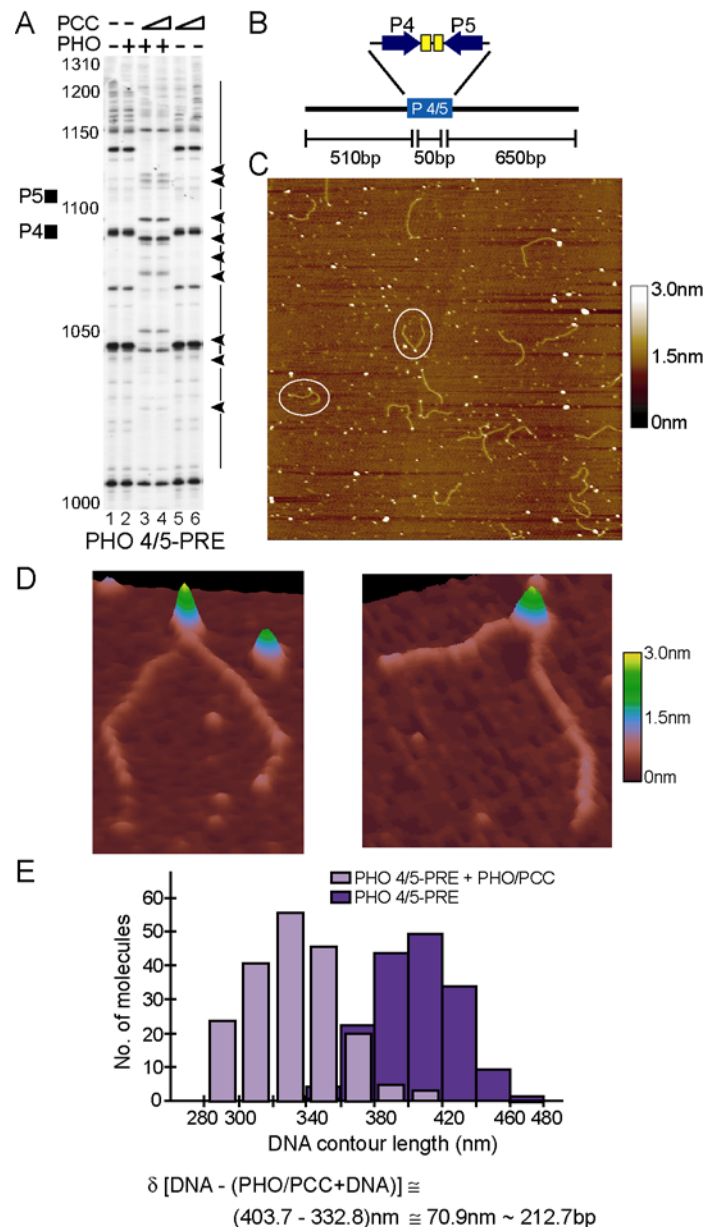 A
PCC - -
PHO - + + + - +
1310
1200
1150
P5
1100
P4
1050
1000
1 2 3 4 5 6
PHO 4/5-PRE
B
P4 P5
P 4/5
510bp 50bp 650bp
C
3.0nm
1.5nm
0nm
D
3.0nm
1.5nm
0nm
E
PHO 4/5-PRE + PHO/PCC
PHO 4/5-PRE
No. of molecules
60
50
40
30
20
10
0
280 300 340 380 420 460 480
DNA contour length (nm)
δ [DNA - (PHO/PCC+DNA)] ≅
(403.7 - 332.8)nm ≅ 70.9nm ~ 212.7bp